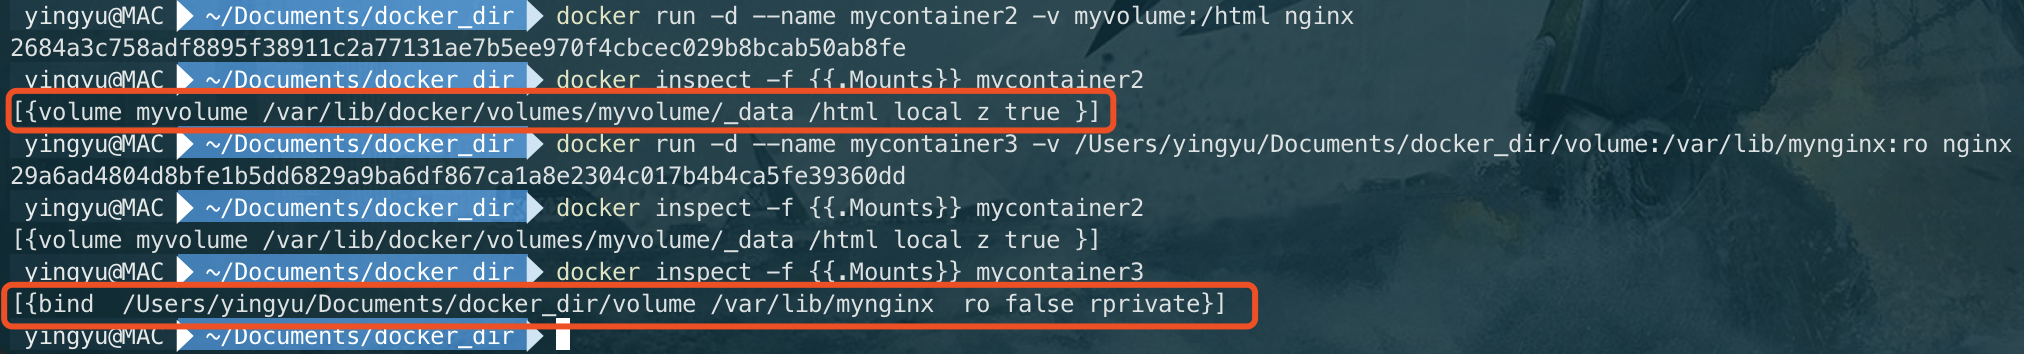 yingyu@MAC ~/Documents/docker_dir docker run -d --name mycontainer2 -v myvolume:/html nginx
2684a3c758adf8895f38911c2a77131ae7b5ee970f4cbcec029b8bcab50ab8fe
yingyu@MAC ~/Documents/docker_dir docker inspect -f {{.Mounts}} mycontainer2
[{volume myvolume /var/lib/docker/volumes/myvolume/_data /html local z true }]
yingyu@MAC ~/Documents/docker_dir docker run -d --name mycontainer3 -v /Users/yingyu/Documents/docker_dir/volume:/var/lib/mynginx:ro nginx
29a6ad4804d8bfe1b5dd6829a9ba6df867ca1a8e2304c017b4b4ca5fe39360dd
yingyu@MAC ~/Documents/docker_dir docker inspect -f {{.Mounts}} mycontainer2
[{volume myvolume /var/lib/docker/volumes/myvolume/_data /html local z true }]
yingyu@MAC ~/Documents/docker_dir docker inspect -f {{.Mounts}} mycontainer3
[{bind  /Users/yingyu/Documents/docker_dir/volume /var/lib/mynginx  ro false rprivate}]
yingyu@MAC ~/Documents/docker_dir